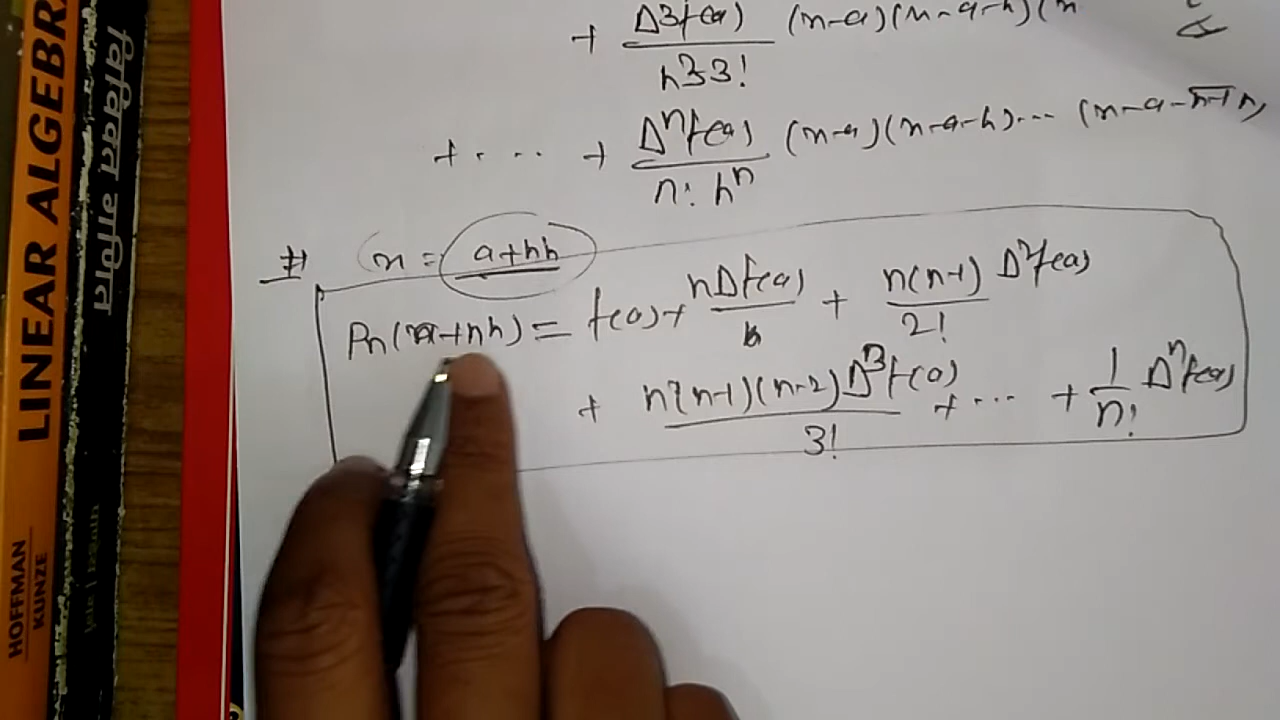 + Δ³f(a) / h³3! (x-a)(x-a-h)(x
+ .... + Δⁿf(a) / n! hⁿ (x-a)(x-a-h)... (x-a-n-1 h)
# (x = a+nh
Pn(a+nh) = f(a) + nΔf(a) + n(n-1) / 2! Δ²f(a)
+ n(n-1)(n-2)Δ³f(a) / 3! + ... + 1/n! Δⁿf(a)
LINEAR ALGEBRA
HOFFMAN
KUNZE
विविक्त गणित